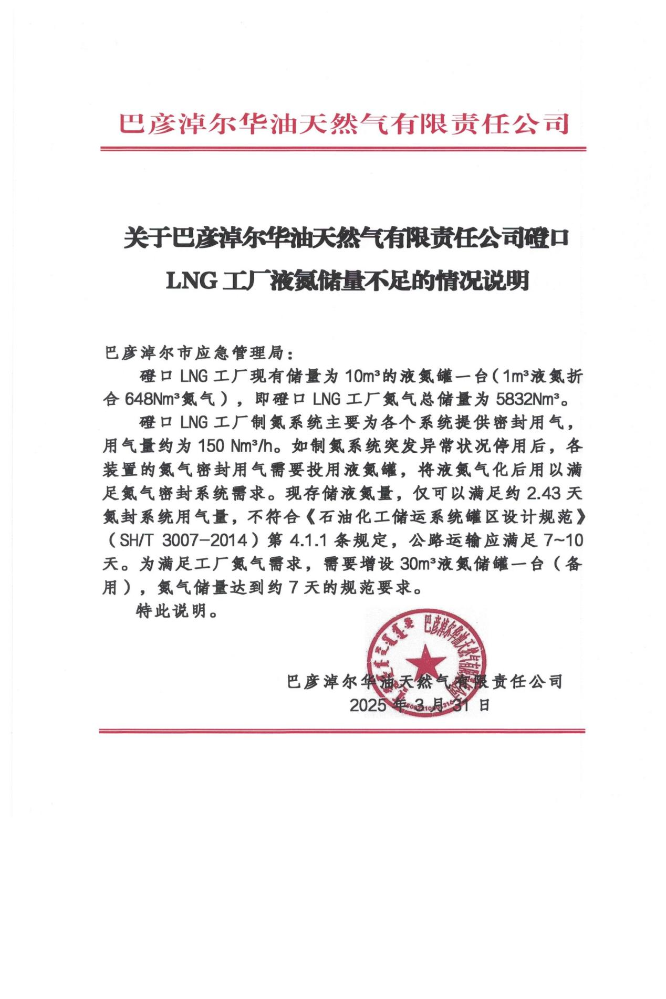 巴彦淖尔华油天然气有限责任公司
关于巴彦淖尔华油天然气有限责任公司磴口
LNG 工厂液氮储量不足的情况说明
巴彦淖尔市应急管理局：
磴口 LNG 工厂现有储量为 10m³的液氮罐一台（1m³液氮折
合 648Nm³氮气），即磴口 LNG 工厂氮气总储量为 5832Nm³。
磴口 LNG 工厂制氮系统主要为各个系统提供密封用气，
用气量约为 150 Nm³/h。如制氮系统突发异常状况停用后，各
装置的氮气密封用气需要投用液氮罐，将液氮气化后用以满
足氮气密封系统需求。现存储液氮量，仅可以满足约 2.43 天
氮封系统用气量，不符合《石油化工储运系统罐区设计规范》
（SH/T 3007-2014）第 4.1.1 条规定，公路运输应满足 7~10
天。为满足工厂氮气需求，需要增设 30m³液氮储罐一台（备
用），氮气储量达到约 7 天的规范要求。
特此说明。
巴彦淖尔华油天然气有限责任公司
巴彦淖尔华油天然气有限责任公司
2025 年 3 月 31 日